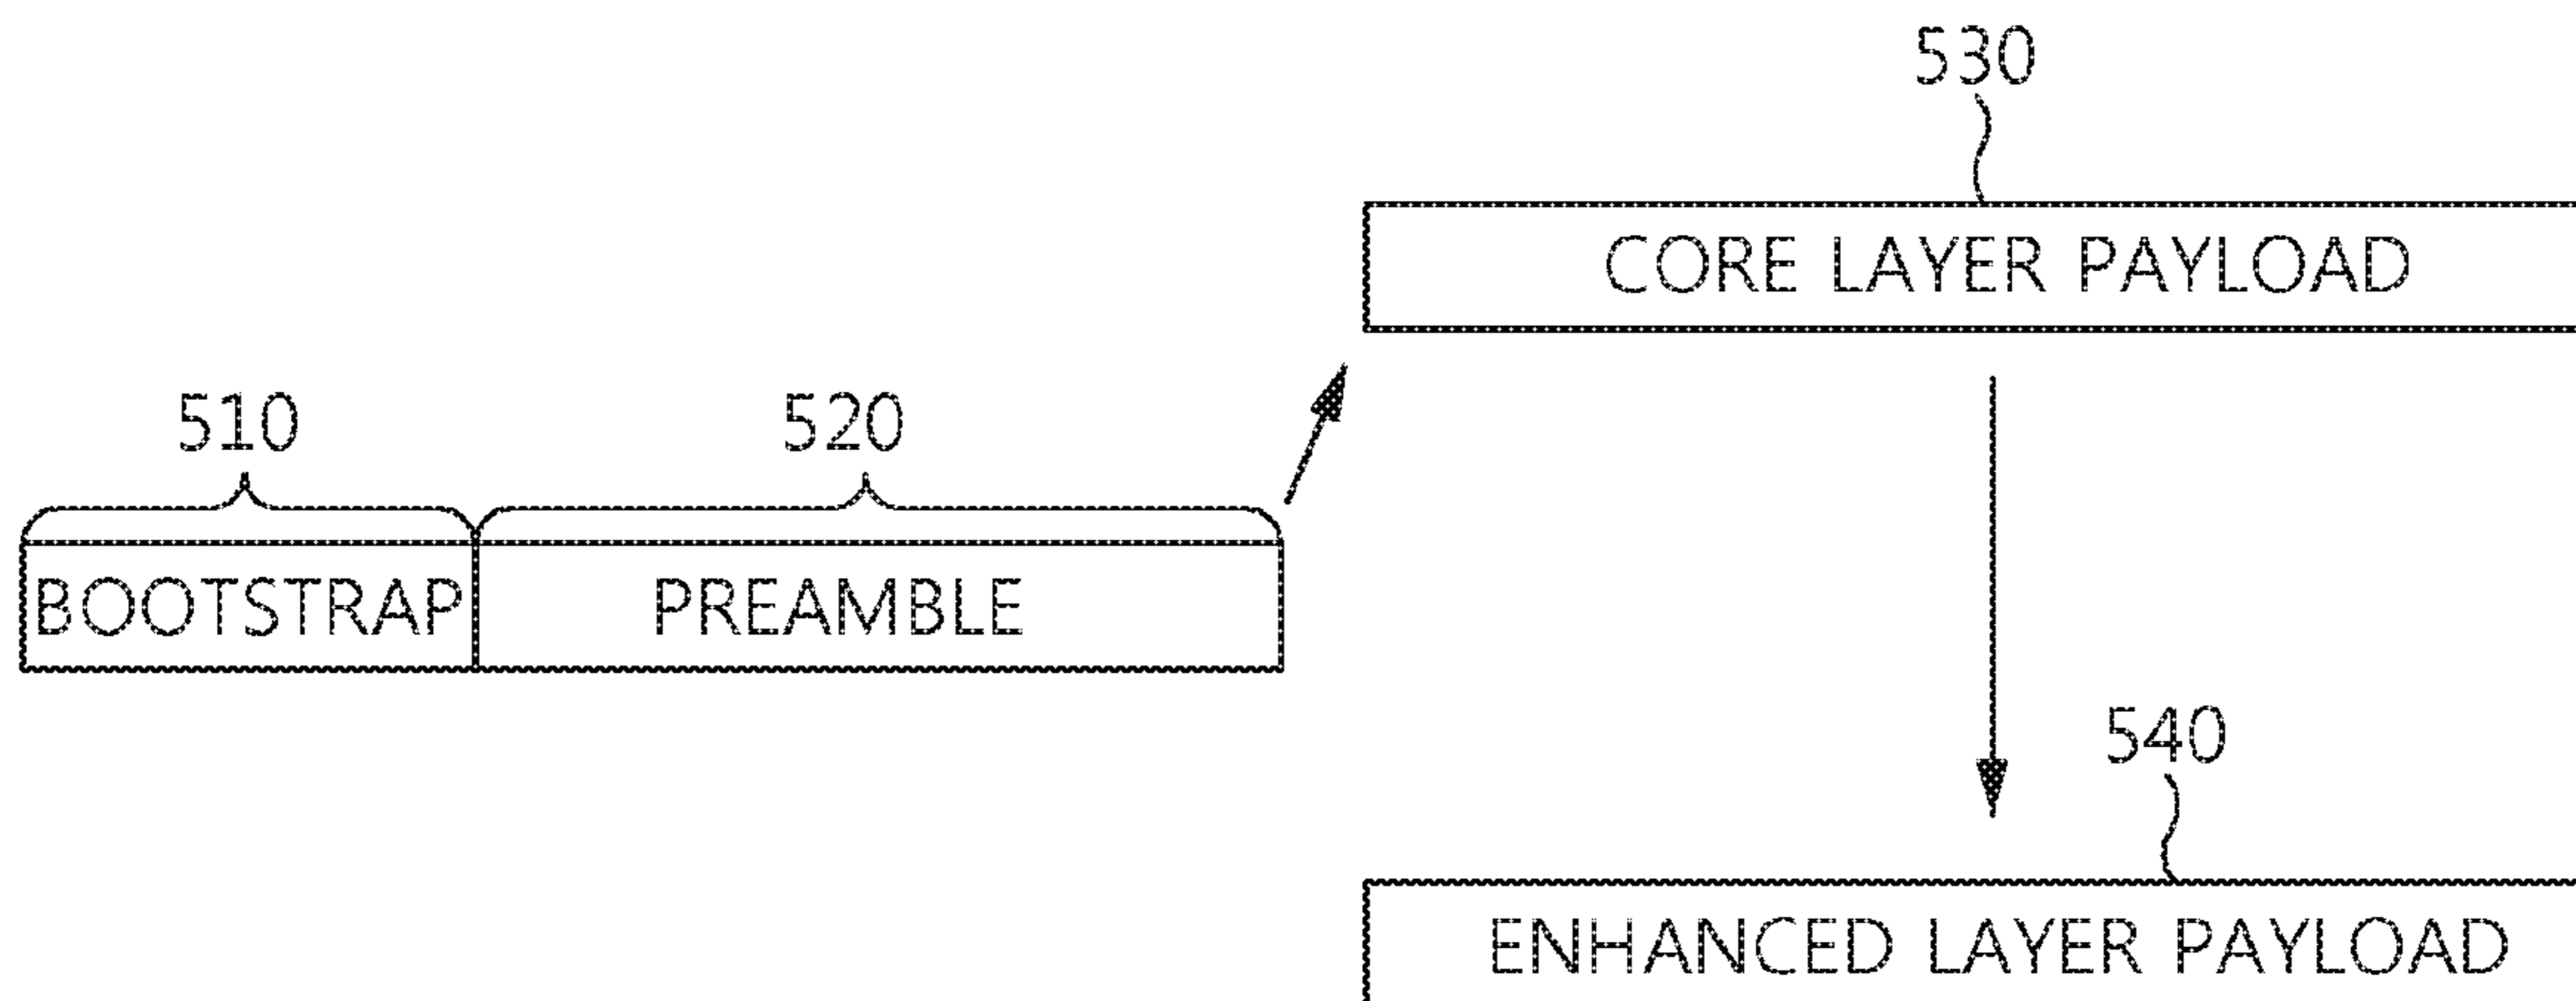 530
CORE LAYER PAYLOAD
510 520
BOOTSTRAP PREAMBLE
540
ENHANCED LAYER PAYLOAD